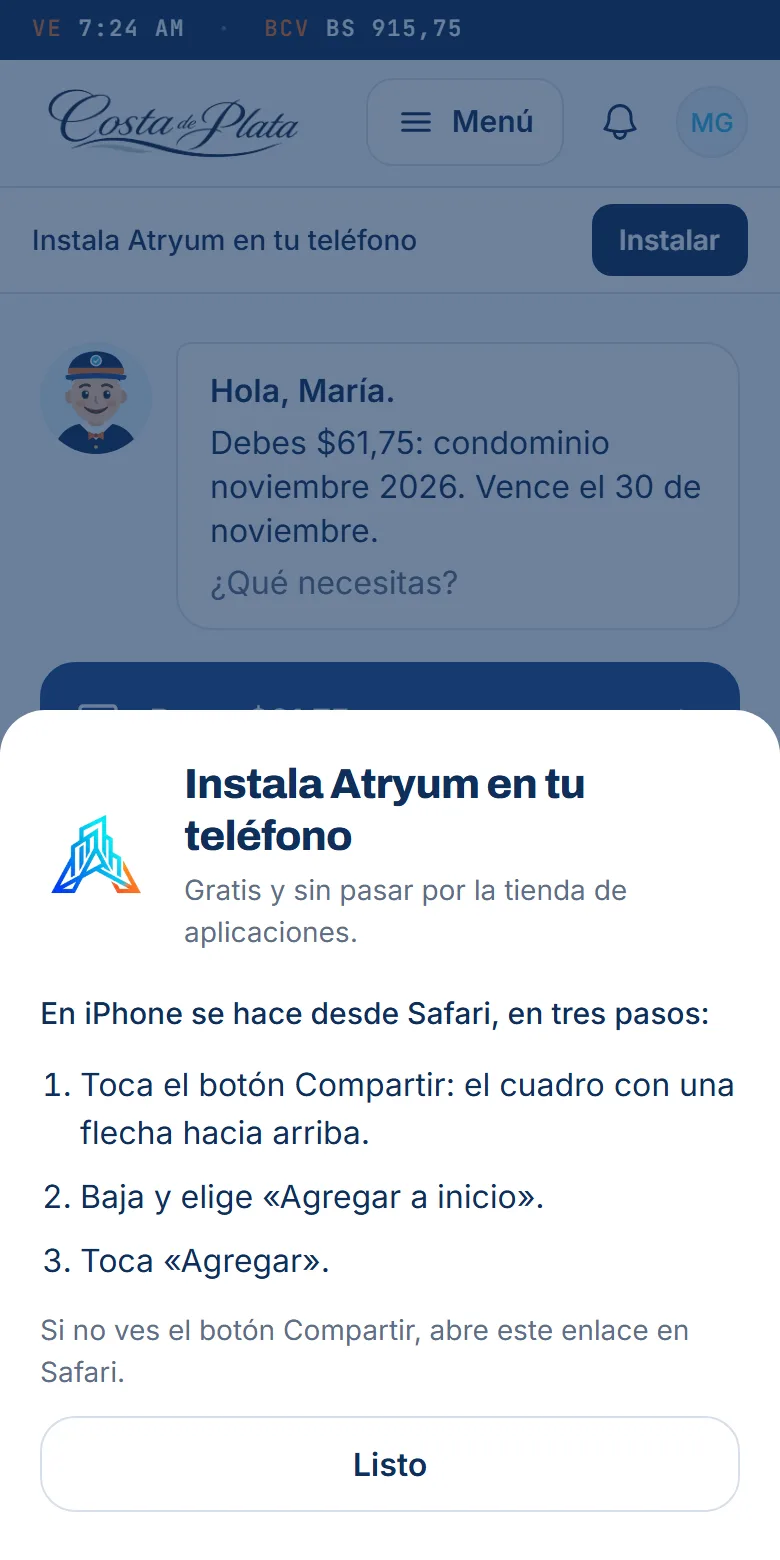 VE 7:24 AM · BCV BS 915,75
Costa de Plata
Menú
MG
Instala Atryum en tu teléfono
Instalar
Hola, María.
Debes $61,75: condominio
noviembre 2026. Vence el 30 de
noviembre.
¿Qué necesitas?
Instala Atryum en tu
teléfono
Gratis y sin pasar por la tienda de
aplicaciones.
En iPhone se hace desde Safari, en tres pasos:
1. Toca el botón Compartir: el cuadro con una
flecha hacia arriba.
2. Baja y elige «Agregar a inicio».
3. Toca «Agregar».
Si no ves el botón Compartir, abre este enlace en
Safari.
Listo